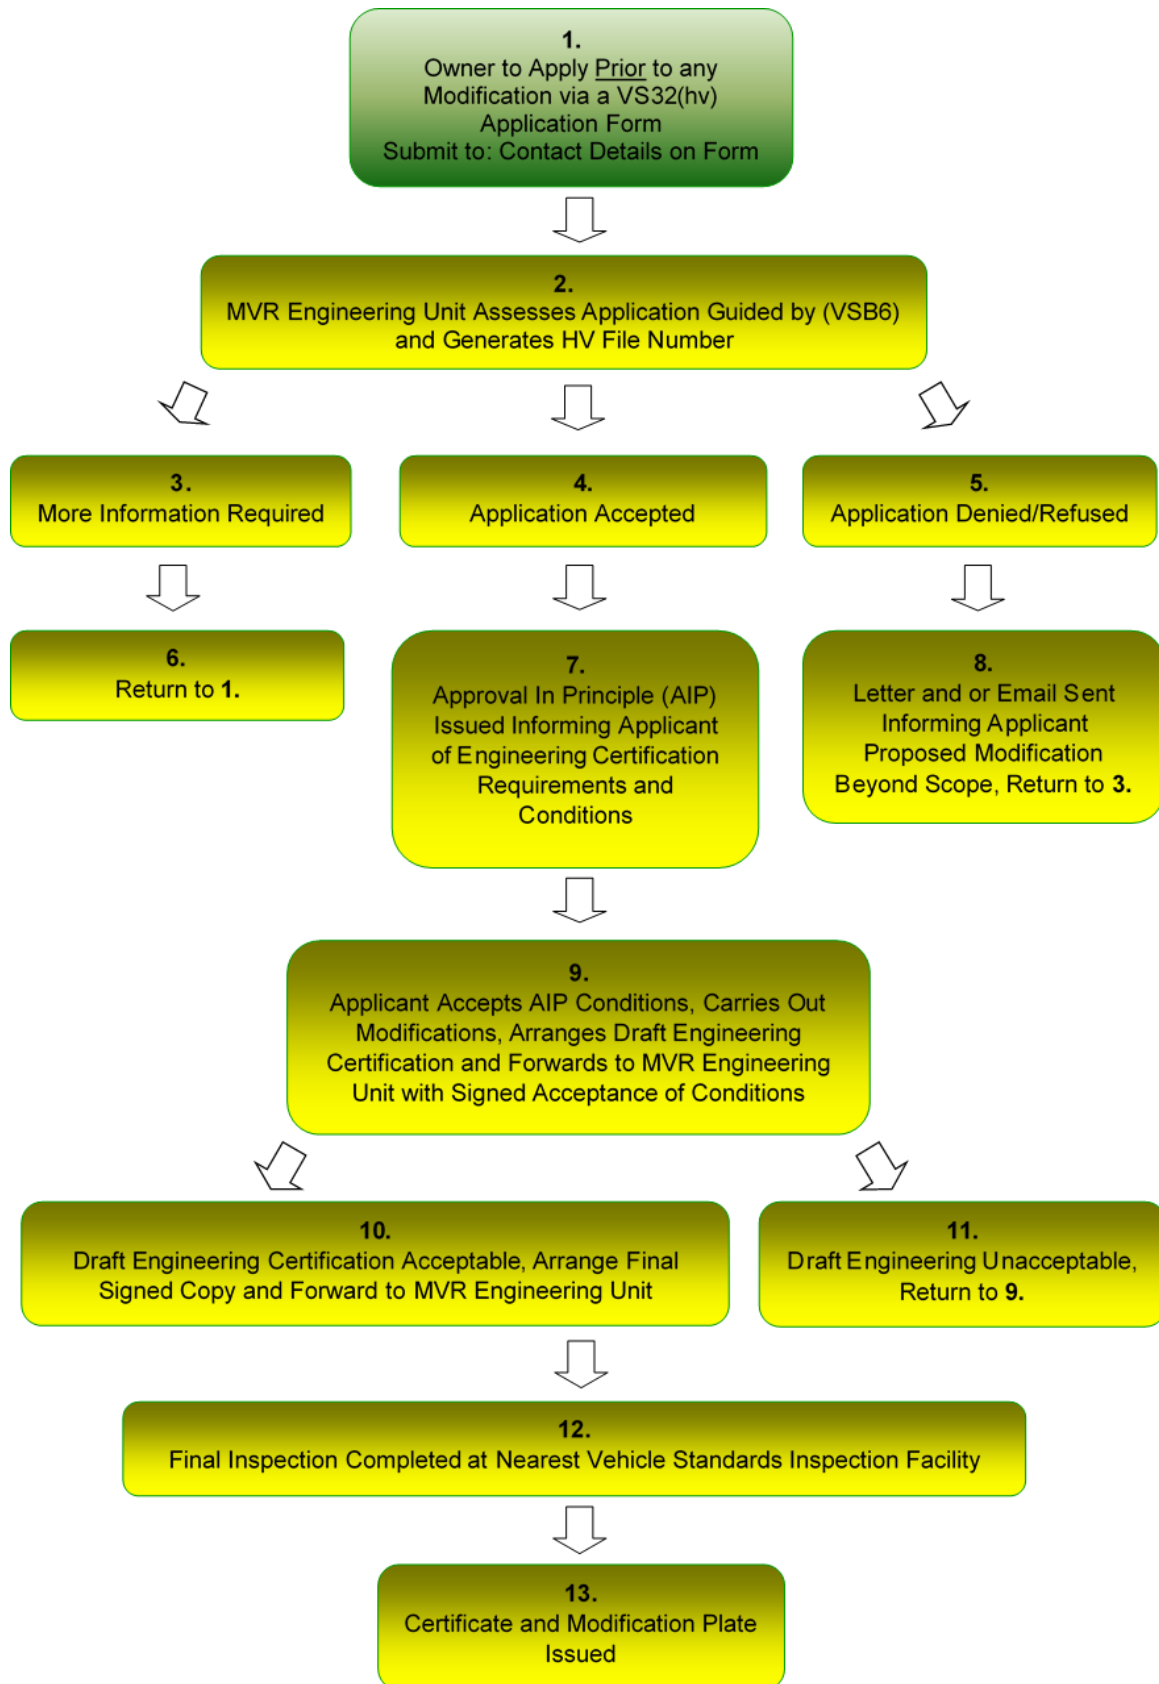 1.
Owner to Apply Prior to any
Modification via a VS32(hv)
Application Form
Submit to: Contact Details on Form
2.
MVR Engineering Unit Assesses Application Guided by (VSB6)
and Generates HV File Number
3.
More Information Required
4.
Application Accepted
5.
Application Denied/Refused
6.
Return to 1.
7.
Approval In Principle (AIP)
Issued Informing Applicant
of Engineering Certification
Requirements and
Conditions
8.
Letter and or Email Sent
Informing Applicant
Proposed Modification
Beyond Scope, Return to 3.
9.
Applicant Accepts AIP Conditions, Carries Out
Modifications, Arranges Draft Engineering
Certification and Forwards to MVR Engineering
Unit with Signed Acceptance of Conditions
10.
Draft Engineering Certification Acceptable, Arrange Final
Signed Copy and Forward to MVR Engineering Unit
11.
Draft Engineering Unacceptable,
Return to 9.
12.
Final Inspection Completed at Nearest Vehicle Standards Inspection Facility
13.
Certificate and Modification Plate
Issued